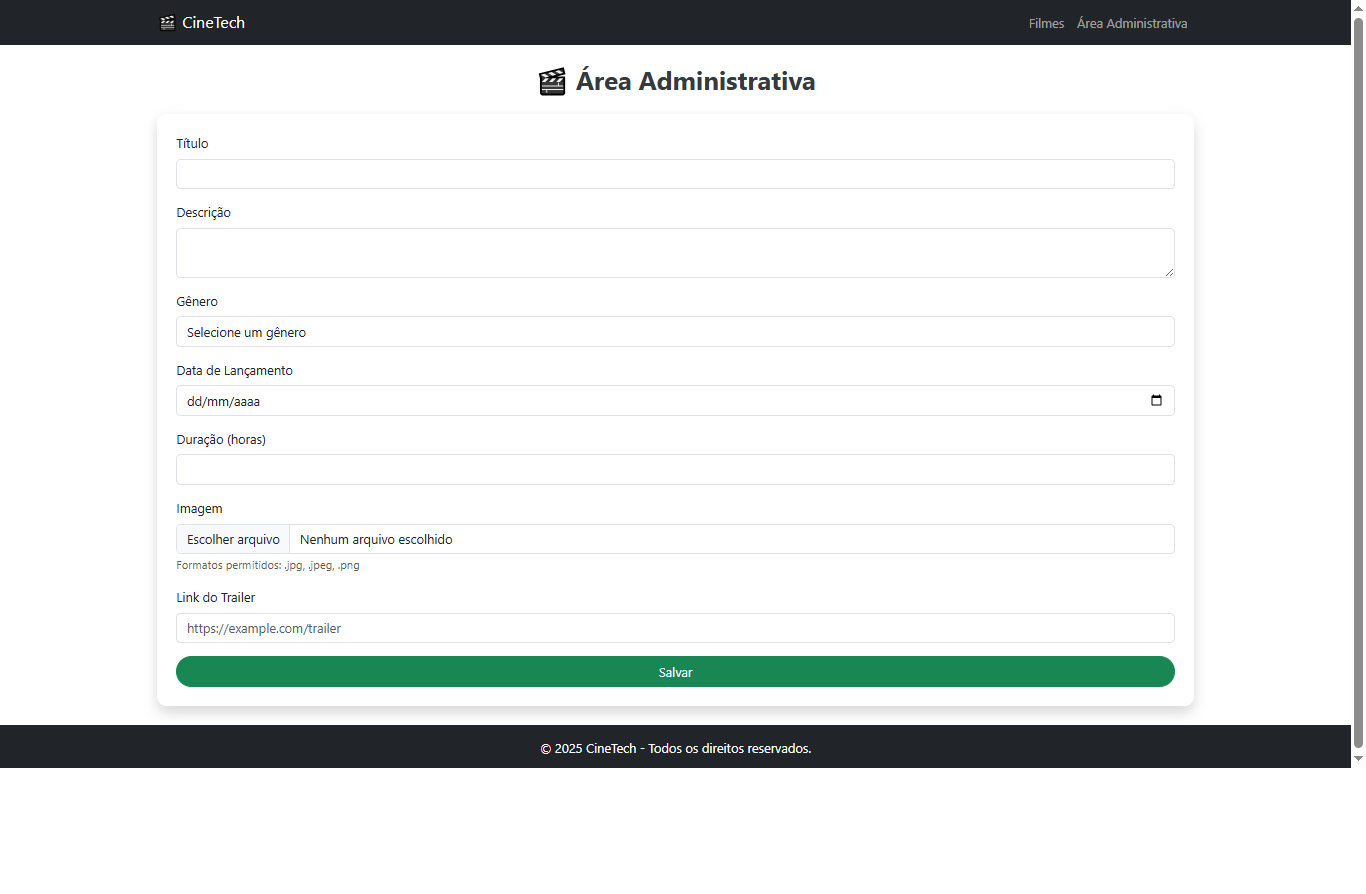 🎬 CineTech Filmes Área Administrativa
🎬 Área Administrativa
Título
Descrição
Gênero
Selecione um gênero
Data de Lançamento
dd/mm/aaaa
Duração (horas)
Imagem
Escolher arquivo Nenhum arquivo escolhido
Formatos permitidos: .jpg, .jpeg, .png
Link do Trailer
https://example.com/trailer
Salvar
© 2025 CineTech - Todos os direitos reservados.